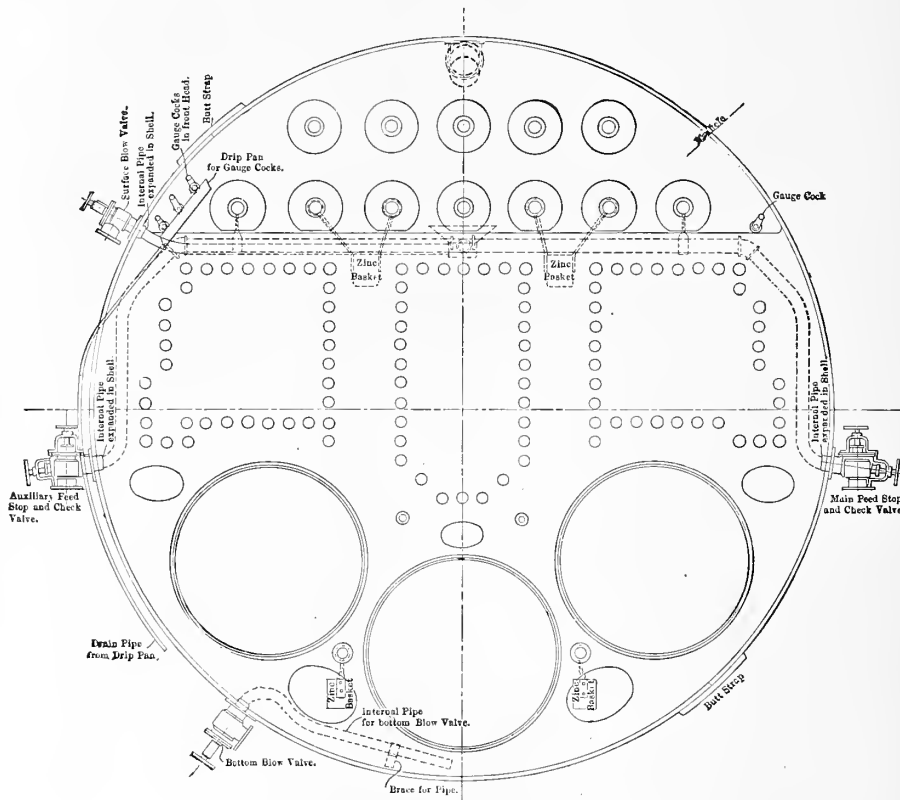 Surface Blow Valve.
Internal Pipe
expanded in Shell.
Gauge Cocks
in front Head.
Butt Strap
Drip Pan
for Gauge Cocks.
Gauge Cock
Zinc
Basket
Zinc
Basket
Internal Pipe
expanded in Shell.
Internal Pipe
expanded in Shell.
Auxiliary Feed
Stop and Check
Valve.
Main Feed Stop
and Check Valve
Drain Pipe
from Drip Pan.
Zinc
Basket
Zinc
Basket
Butt Strap
Internal Pipe
for bottom Blow Valve.
Bottom Blow Valve.
Brace for Pipe.